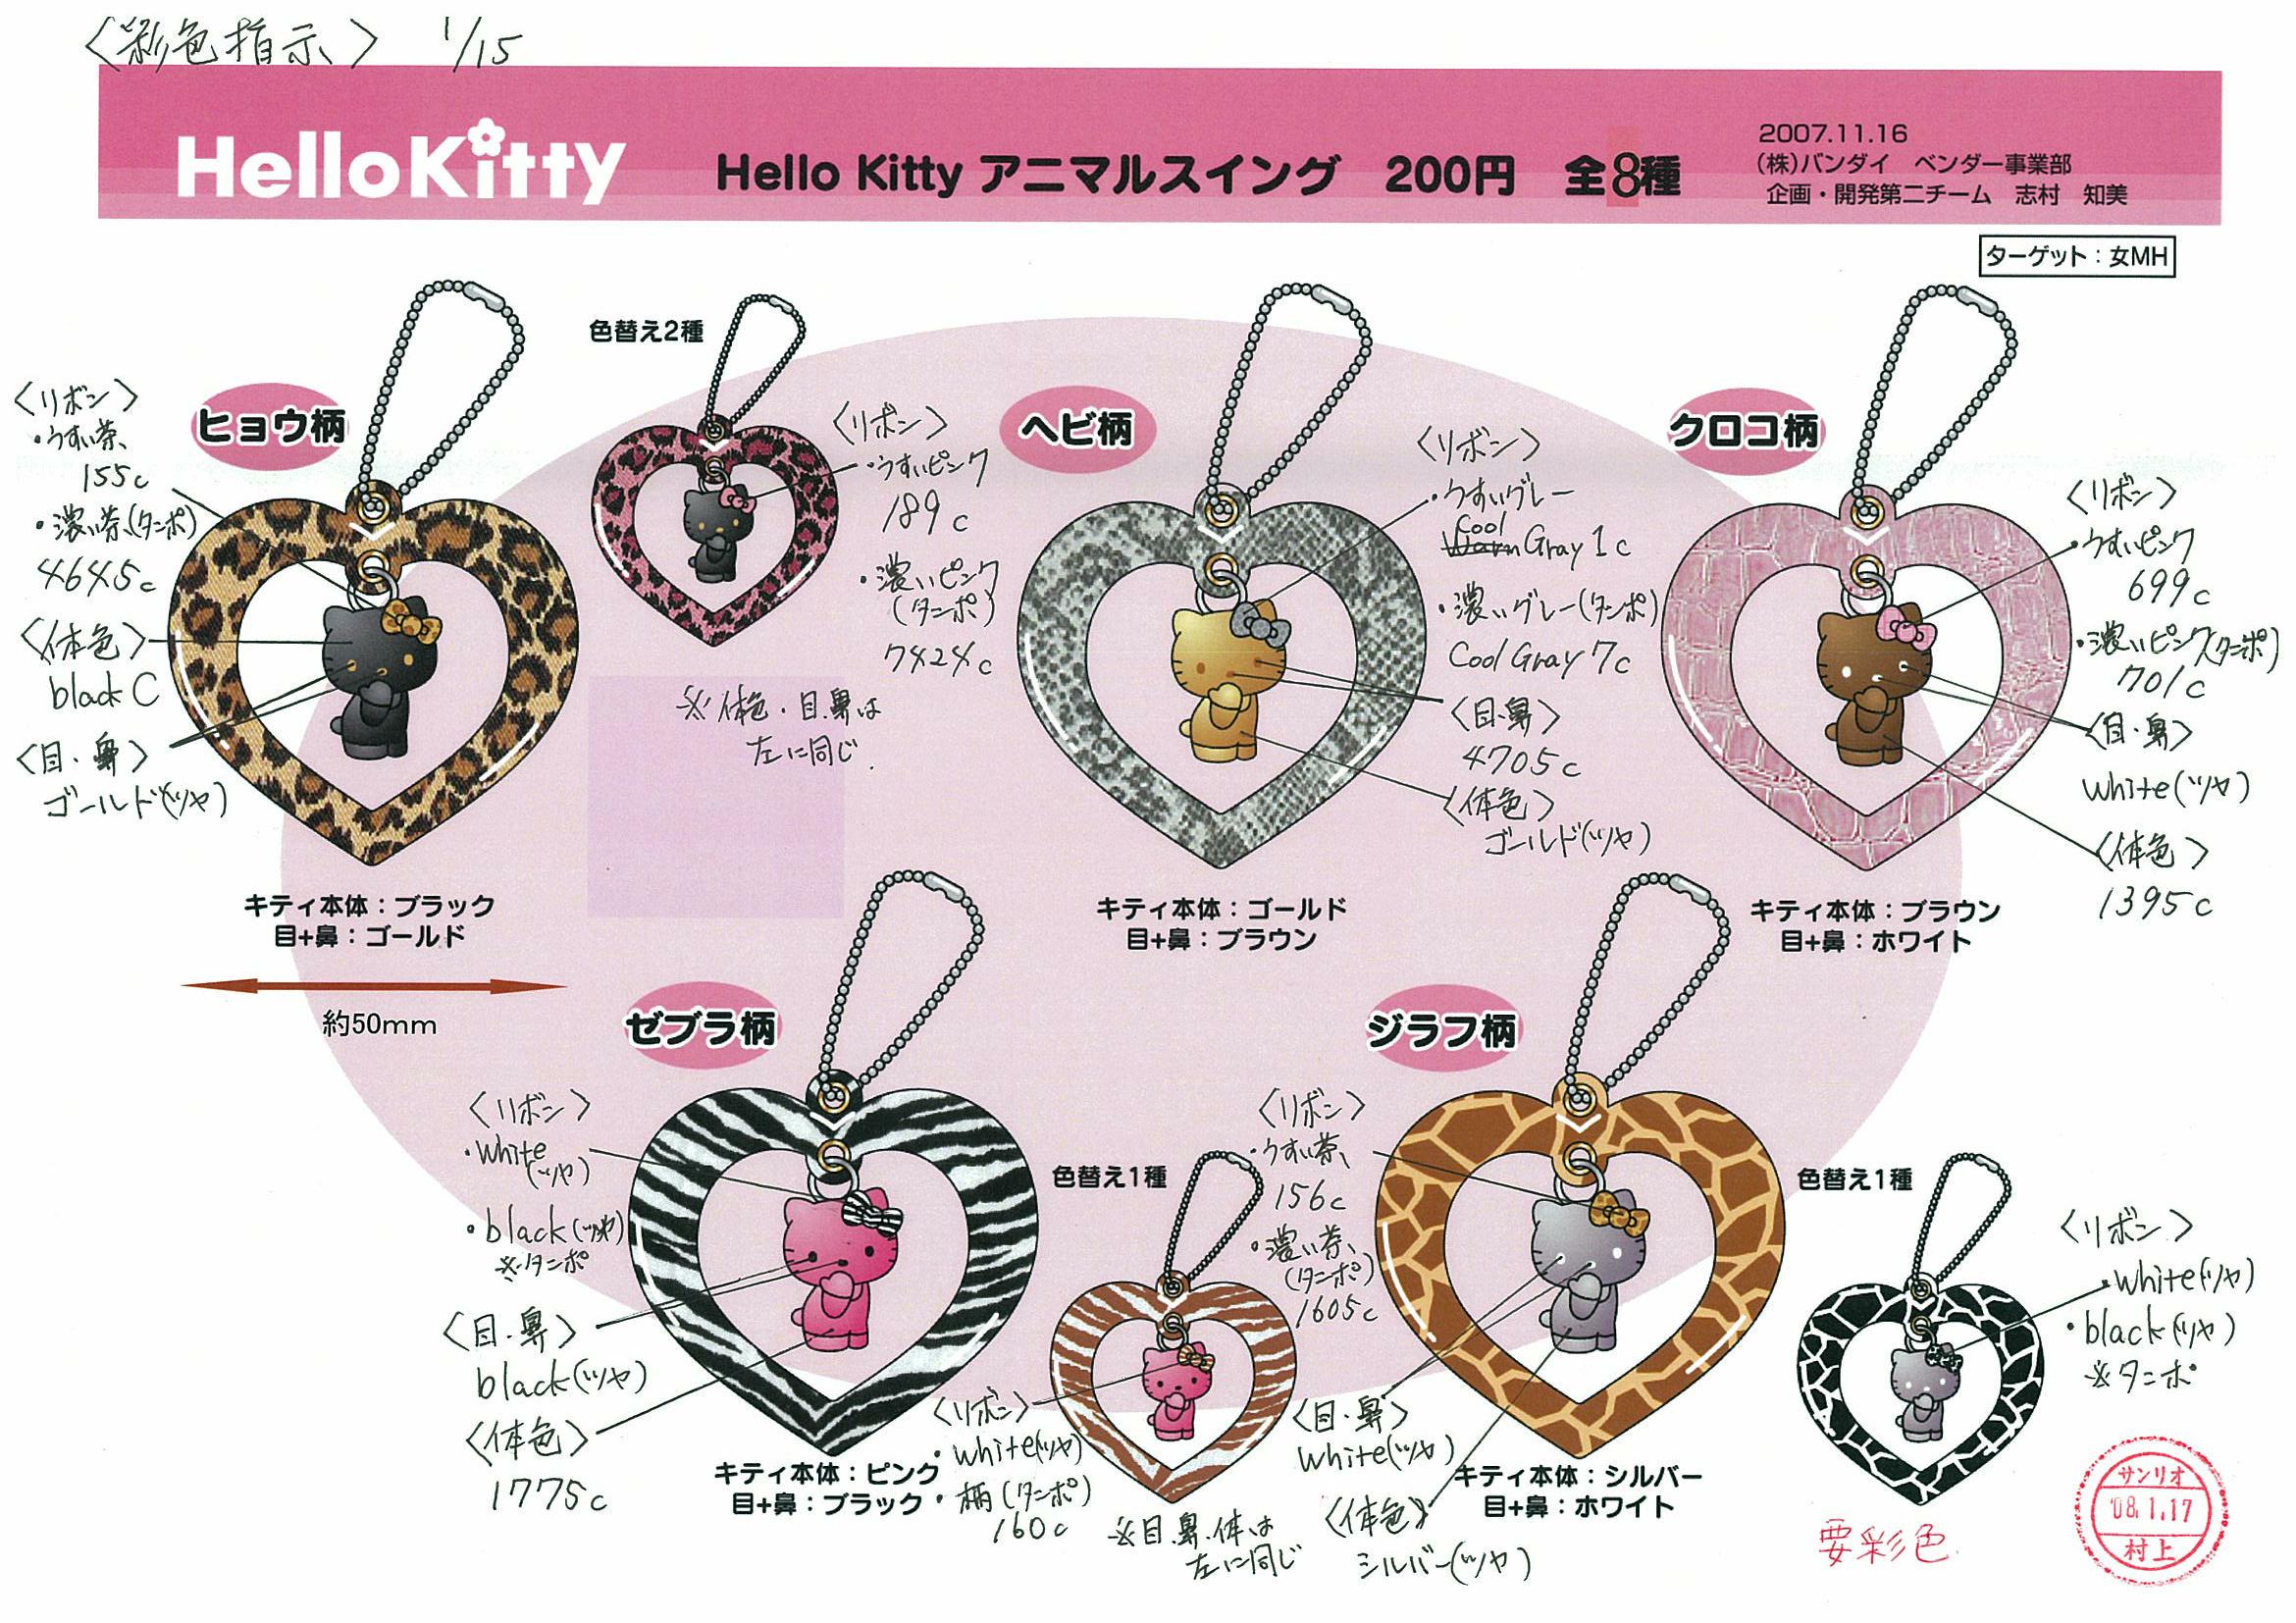 〈彩色指示〉 1/15
HelloKitty
Hello Kitty アニマルスイング 200円 全8種
2007.11.16
(株)バンダイ ベンダー事業部
企画・開発第二チーム 志村 知美
ターゲット：女MH
ヒョウ柄
〈リボン〉
・うすい茶
155c
・濃い茶(タンポ)
4645c
〈体色〉
black C
〈目・鼻〉
ゴールド(ツヤ)
キティ本体：ブラック
目+鼻：ゴールド
約50mm
色替え2種
〈リボン〉
・うすいピンク
189c
・濃いピンク
(タンポ)
7424c
※体色・目.鼻は
左に同じ.
ヘビ柄
〈リボン〉
・うすいグレー
Cool
Warm Gray 1c
・濃いグレー(タンポ)
Cool Gray 7c
〈目.鼻〉
4705c
〈体色〉
ゴールド(ツヤ)
キティ本体：ゴールド
目+鼻：ブラウン
クロコ柄
〈リボン〉
・うすいピンク
699c
・濃いピンク(タンポ)
701c
〈目・鼻〉
White(ツヤ)
〈体色〉
1395c
キティ本体：ブラウン
目+鼻：ホワイト
ゼブラ柄
〈リボン〉
・White
(ツヤ)
・black(ツヤ)
※タンポ
〈目・鼻〉
black(ツヤ)
〈体色〉
1775c
キティ本体：ピンク
目+鼻：ブラック
色替え1種
〈リボン〉
・White(ツヤ)
・柄(タンポ)
160c
※目.鼻.体は
左に同じ
ジラフ柄
〈リボン〉
・うすい茶
156c
・濃い茶
(タンポ)
1605c
〈目・鼻〉
White(ツヤ)
〈体色〉
シルバー(ツヤ)
キティ本体：シルバー
目+鼻：ホワイト
色替え1種
〈リボン〉
・White(ツヤ)
・black(ツヤ)
※タンポ
要彩色
サンリオ
'08.1.17
村上